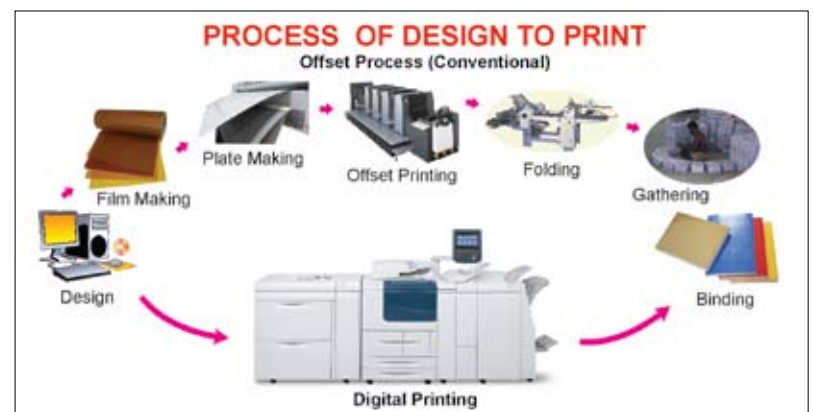 PROCESS OF DESIGN TO PRINT
Offset Process (Conventional)
Plate Making
Offset Printing
Folding
Film Making
Gathering
Design
Binding
Digital Printing